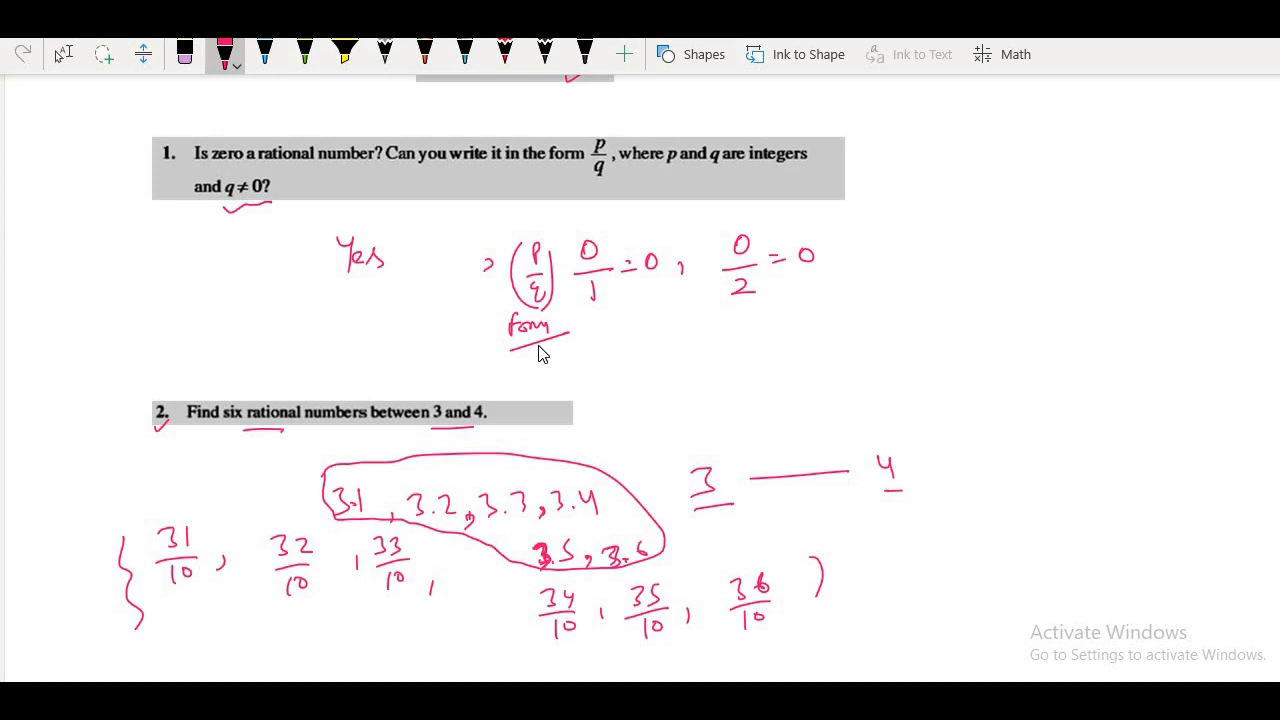 Shapes Ink to Shape Ink to Text Math
1. Is zero a rational number? Can you write it in the form p/q, where p and q are integers
and q ≠ 0?
Yes , (p/q) 0/1 = 0, 0/2 = 0
form
2. Find six rational numbers between 3 and 4.
3 4
3.1, 3.2, 3.3, 3.4
3.5, 3.6
{ 31/10, 32/10, 33/10,
34/10, 35/10, 36/10 )
Activate Windows
Go to Settings to activate Windows.